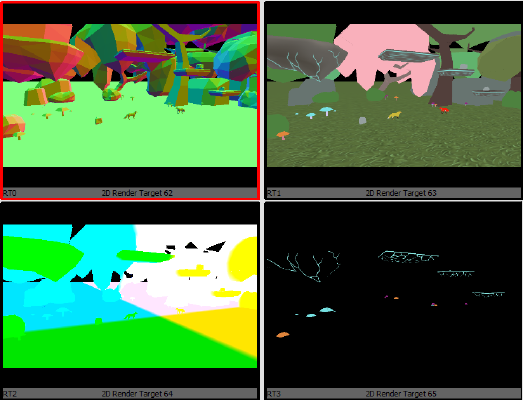 RT0 2D Render Target 62
RT1 2D Render Target 63
RT2 2D Render Target 64
RT3 2D Render Target 65